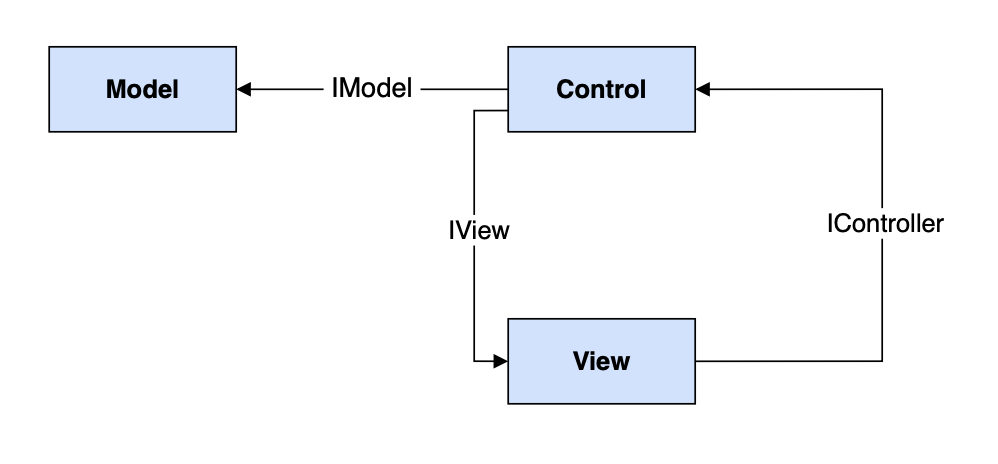 Model
IModel
Control
IView
IController
View